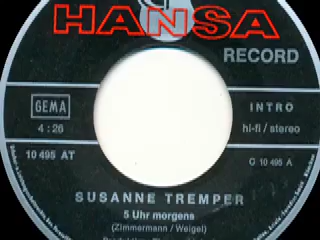 HANSA
RECORD
GEMA
INTRO
4:26
hi-fi / stereo
10 495 AT
G 10 495 A
SUSANNE TREMPER
5 Uhr morgens
(Zimmermann / Weigel)